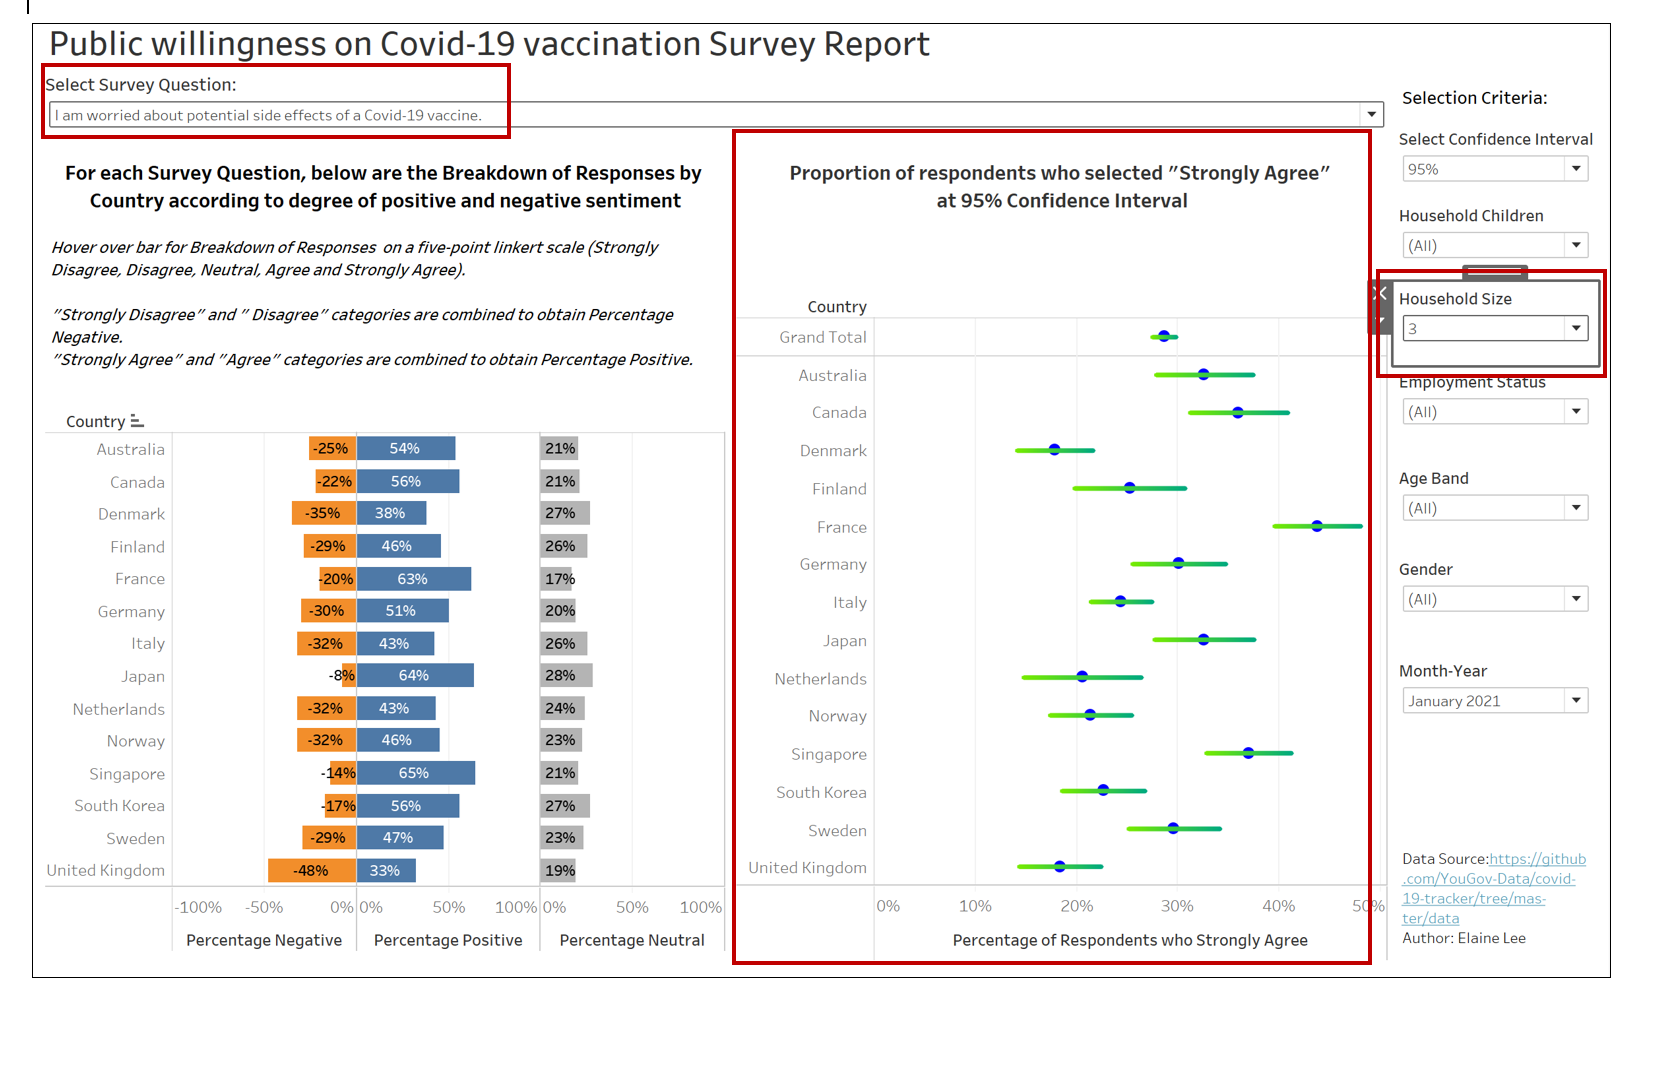 Public willingness on Covid-19 vaccination Survey Report
Select Survey Question:
I am worried about potential side effects of a Covid-19 vaccine.
For each Survey Question, below are the Breakdown of Responses by
Country according to degree of positive and negative sentiment
Hover over bar for Breakdown of Responses on a five-point linkert scale (Strongly
Disagree, Disagree, Neutral, Agree and Strongly Agree).
"Strongly Disagree" and " Disagree" categories are combined to obtain Percentage
Negative.
"Strongly Agree" and "Agree" categories are combined to obtain Percentage Positive.
Country
Australia -25% 54% 21%
Canada -22% 56% 21%
Denmark -35% 38% 27%
Finland -29% 46% 26%
France -20% 63% 17%
Germany -30% 51% 20%
Italy -32% 43% 26%
Japan -8% 64% 28%
Netherlands -32% 43% 24%
Norway -32% 46% 23%
Singapore -14% 65% 21%
South Korea -17% 56% 27%
Sweden -29% 47% 23%
United Kingdom -48% 33% 19%
-100% -50% 0% 0% 50% 100% 0% 50% 100%
Percentage Negative Percentage Positive Percentage Neutral
Proportion of respondents who selected "Strongly Agree"
at 95% Confidence Interval
Country
Grand Total
Australia
Canada
Denmark
Finland
France
Germany
Italy
Japan
Netherlands
Norway
Singapore
South Korea
Sweden
United Kingdom
0% 10% 20% 30% 40% 50%
Percentage of Respondents who Strongly Agree
Selection Criteria:
Select Confidence Interval
95%
Household Children
(All)
Household Size
3
Employment Status
(All)
Age Band
(All)
Gender
(All)
Month-Year
January 2021
Data Source:https://github
.com/YouGov-Data/covid-
19-tracker/tree/mas-
ter/data
Author: Elaine Lee